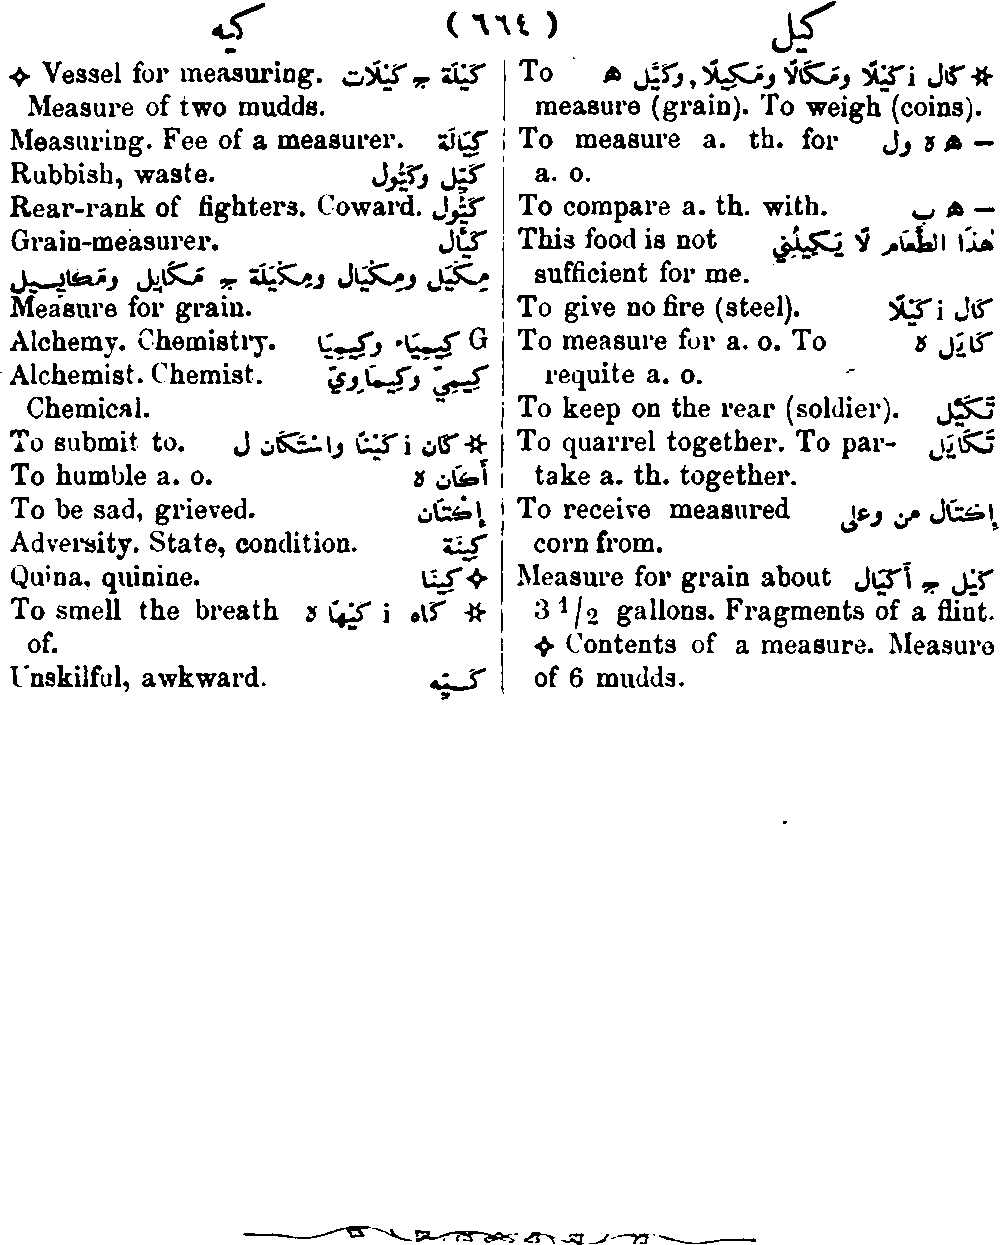 كيل (٦٦٤) كيه
* كَال i كَيْلًا ومَكَالًا ومَكِيلًا, وكَيَّل ه To
measure (grain). To weigh (coins).
— ه ه ول To measure a. th. for
a. o.
— ه ب To compare a. th. with.
هٰذَا الطَّعَام لَا يَكِيلُنِي This food is not
sufficient for me.
كَال i كَيْلًا To give no fire (steel).
كَايَل ه To measure for a. o. To
requite a. o.
تَكَيَّل To keep on the rear (soldier).
تَكَايَل To quarrel together. To par-
take a. th. together.
إِكْتَال من وعلى To receive measured
corn from.
كَيْل ج أَكْيَال Measure for grain about
3 1/2 gallons. Fragments of a flint.
✧ Contents of a measure. Measure
of 6 mudds.
كَيْلَة ج كَيْلَات ✧ Vessel for measuring.
Measure of two mudds.
كِيَالَة Measuring. Fee of a measurer.
كَيِّل وكَيُّول Rubbish, waste.
كَيُّول Rear-rank of fighters. Coward.
كَيَّال Grain-measurer.
مِكْيَل ومِكْيَال ومِكْيَلَة ج مَكَايِل ومَكَايِيل
Measure for grain.
G كِيمِيَاء وكِيمِيَا Alchemy. Chemistry.
كِيمِيّ وكِيمَاوِيّ Alchemist. Chemist.
Chemical.
* كَان i كَيْنًا واسْتَكَان ل To submit to.
أَكَان ه To humble a. o.
إِكْتَان To be sad, grieved.
كِينَة Adversity. State, condition.
✧ كِينَا Quina, quinine.
* كَاه i كَيْهًا ه To smell the breath
of.
كَيِّه Unskilful, awkward.